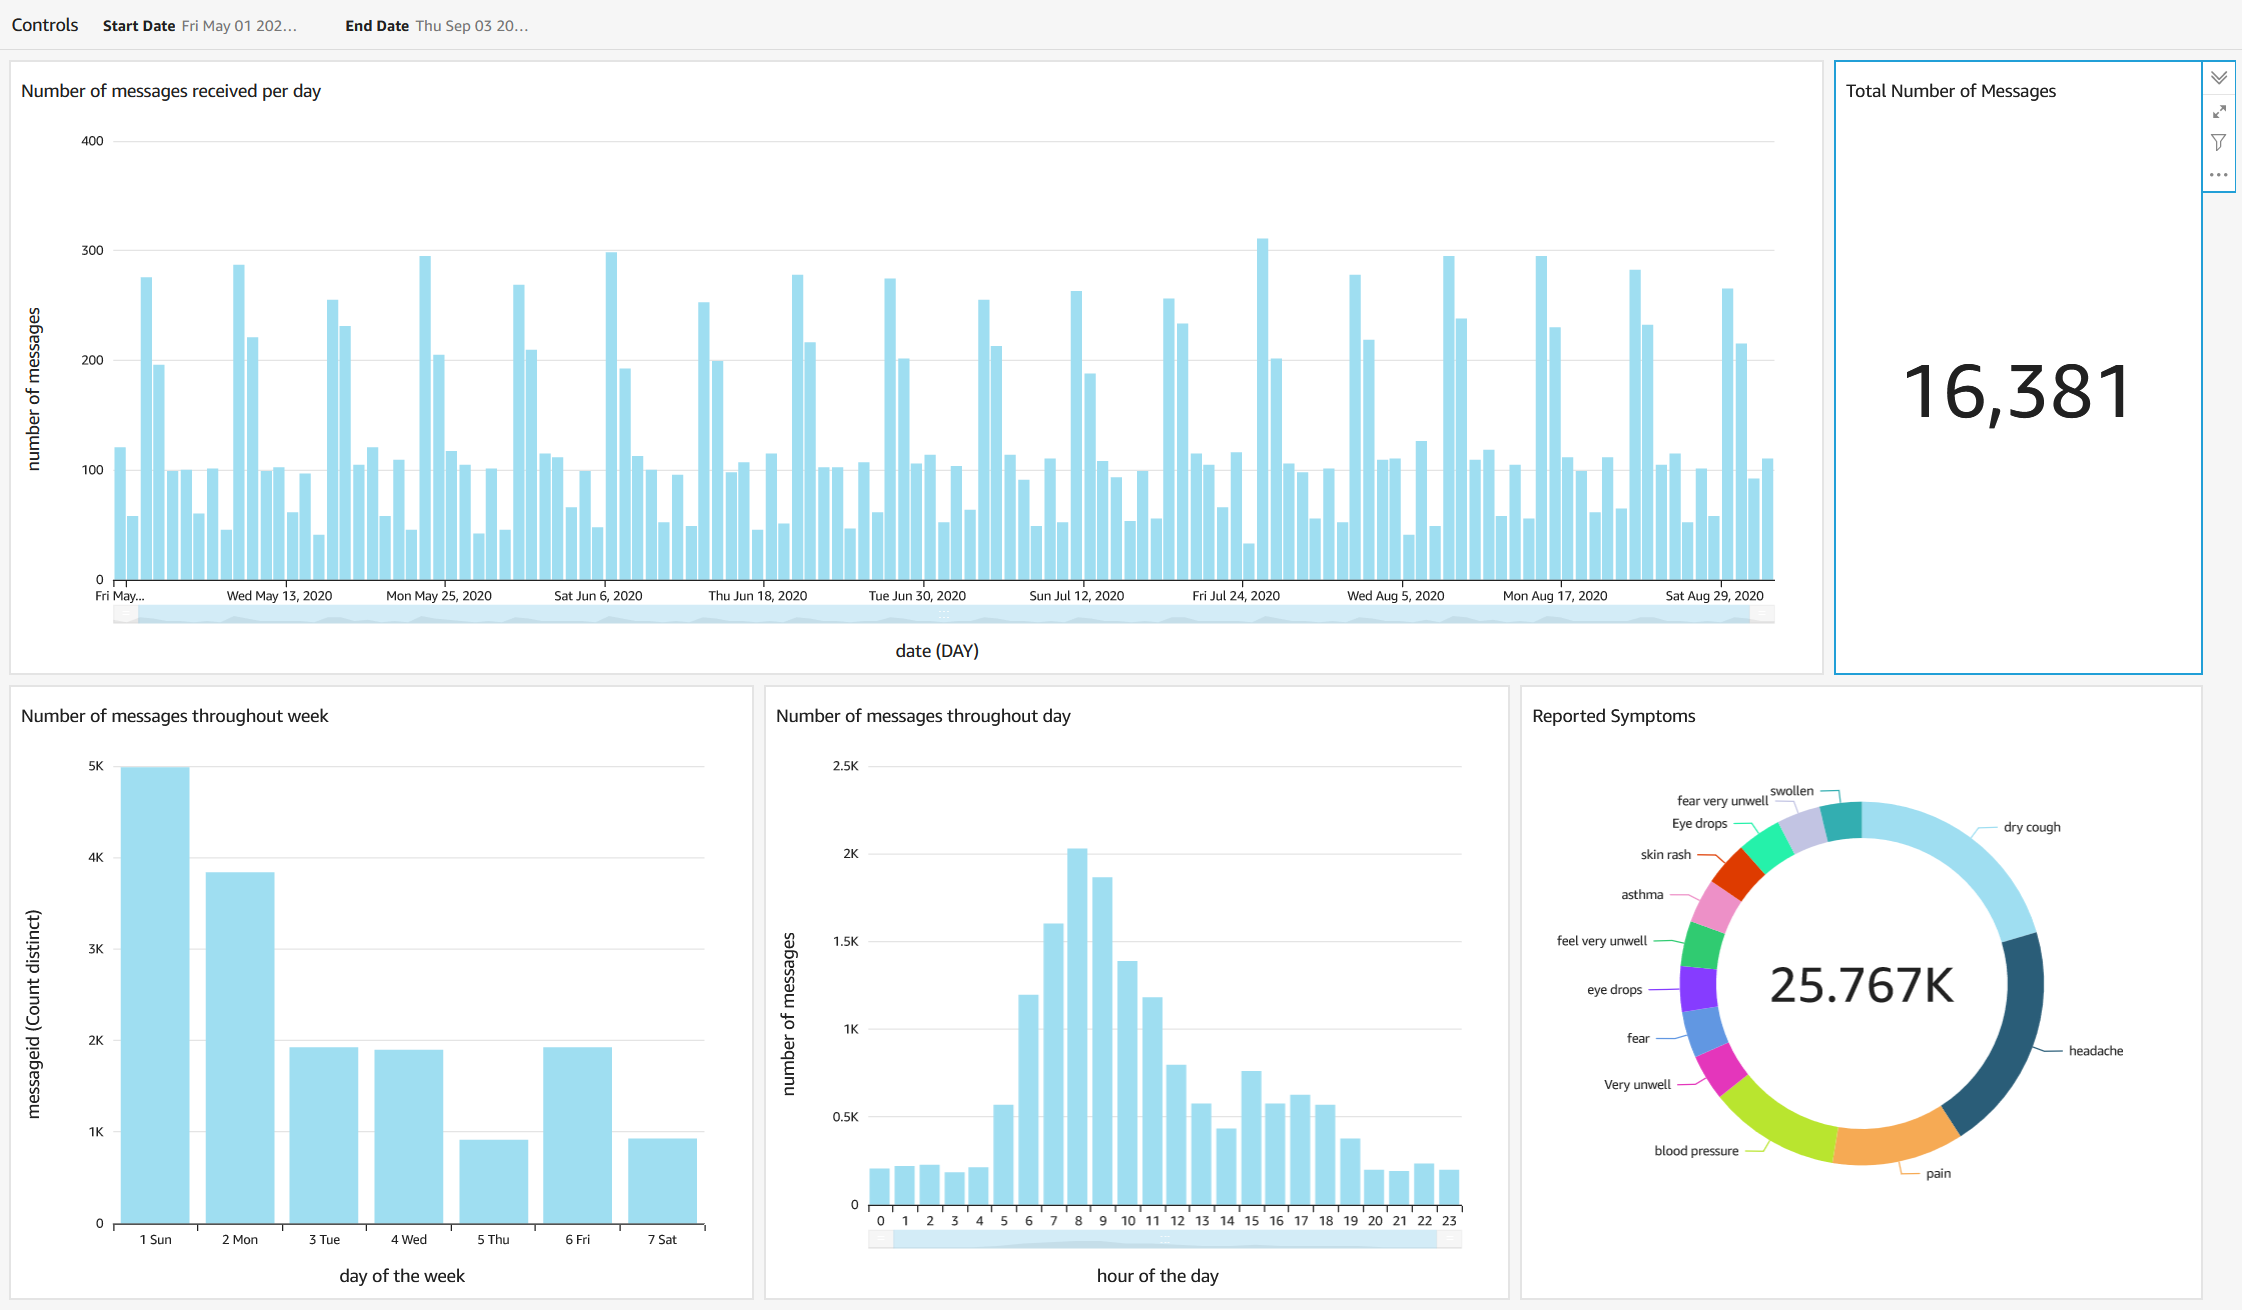 Controls Start Date Fri May 01 202... End Date Thu Sep 03 20...
Number of messages received per day
400
300
200
100
0
number of messages
Fri May... Wed May 13, 2020 Mon May 25, 2020 Sat Jun 6, 2020 Thu Jun 18, 2020 Tue Jun 30, 2020 Sun Jul 12, 2020 Fri Jul 24, 2020 Wed Aug 5, 2020 Mon Aug 17, 2020 Sat Aug 29, 2020
date (DAY)
Total Number of Messages
16,381
Number of messages throughout week
5K
4K
3K
2K
1K
0
messageid (Count distinct)
1 Sun 2 Mon 3 Tue 4 Wed 5 Thu 6 Fri 7 Sat
day of the week
Number of messages throughout day
2.5K
2K
1.5K
1K
0.5K
0
number of messages
0 1 2 3 4 5 6 7 8 9 10 11 12 13 14 15 16 17 18 19 20 21 22 23
hour of the day
Reported Symptoms
swollen
fear very unwell
Eye drops
dry cough
skin rash
asthma
feel very unwell
eye drops
25.767K
fear
headache
Very unwell
blood pressure
pain